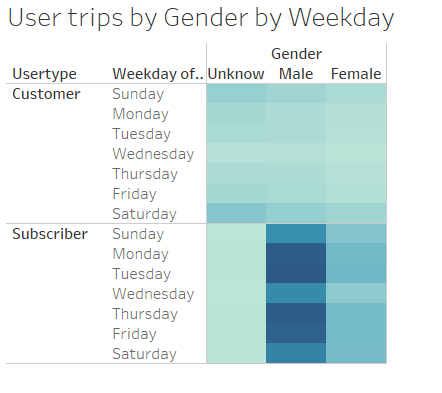 User trips by Gender by Weekday
Gender
Usertype Weekday of.. Unknow Male Female
Customer Sunday
Monday
Tuesday
Wednesday
Thursday
Friday
Saturday
Subscriber Sunday
Monday
Tuesday
Wednesday
Thursday
Friday
Saturday